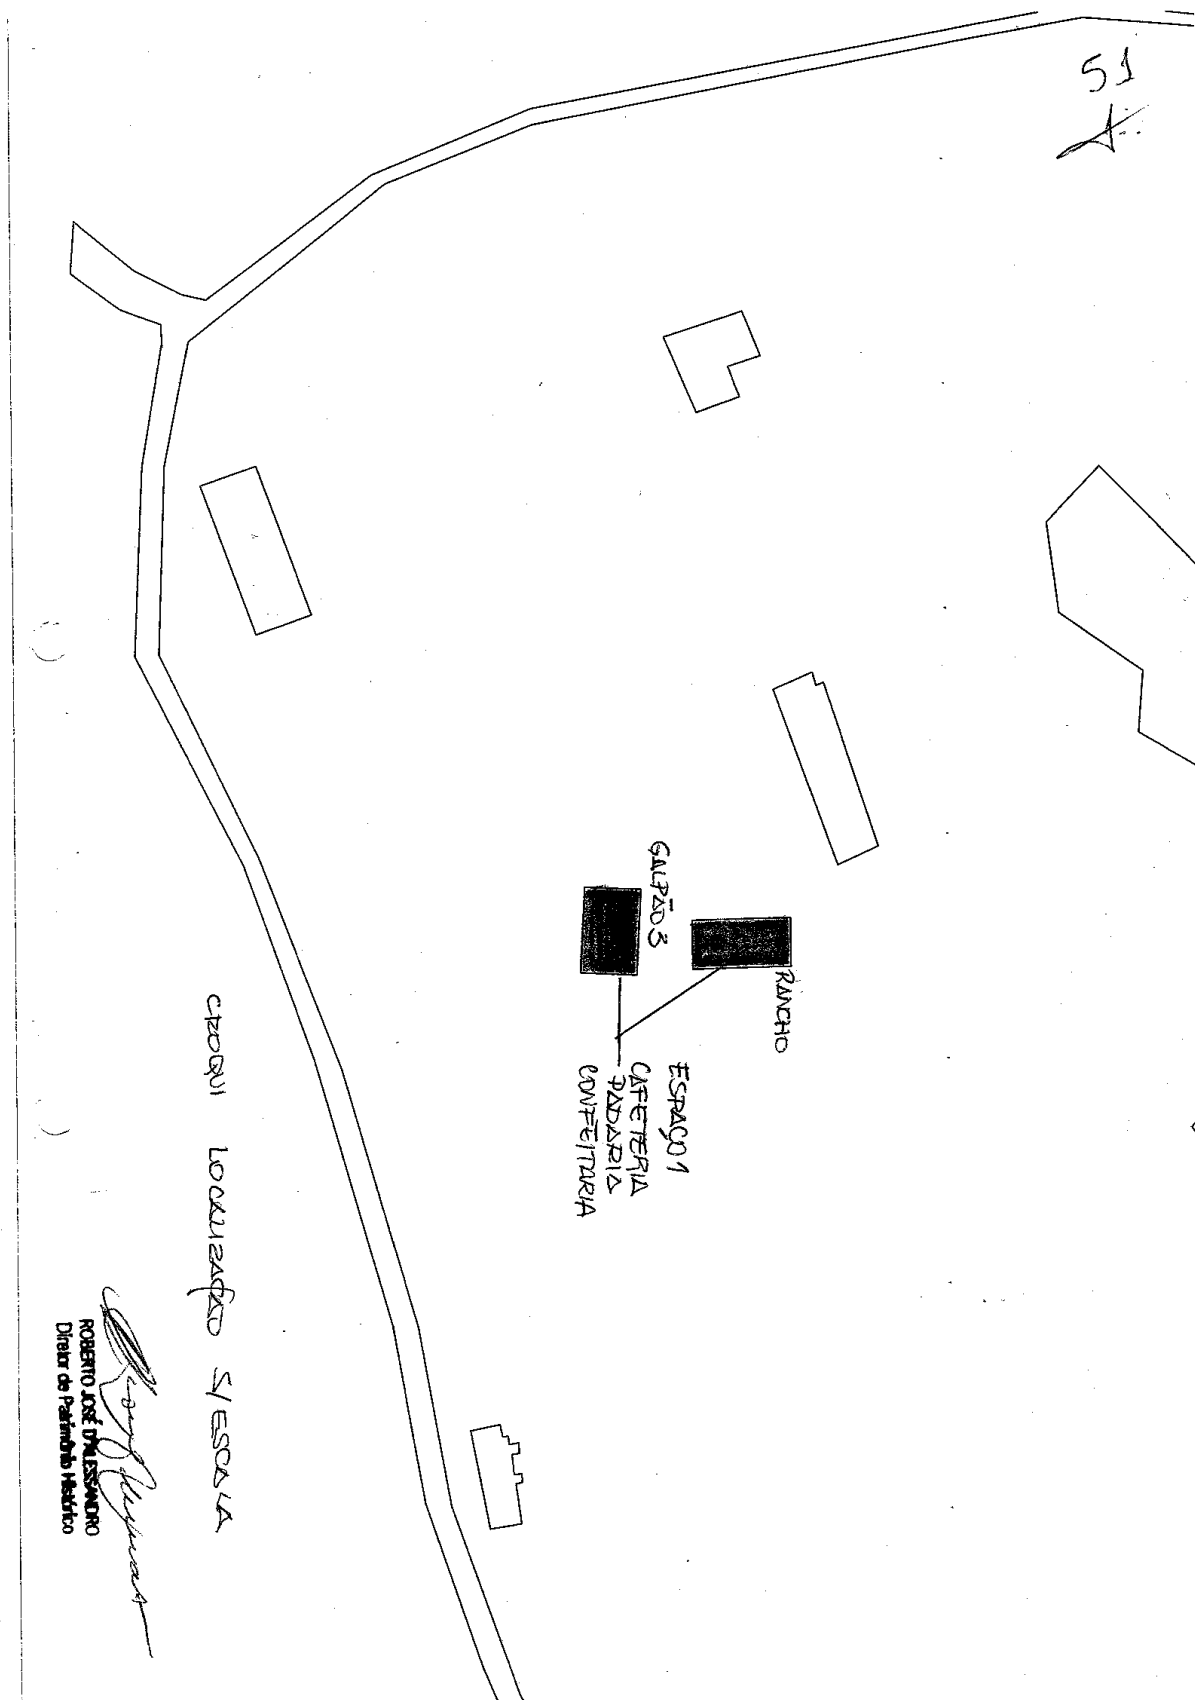 51
GALPÃO 3
RANCHO
ESPAÇO 1
CAFETERIA
PADARIA
CONFEITARIA
CROQUI LOCALIZAÇÃO S/ ESCALA
ROBERTO JOSÉ D'ALESSANDRO
Diretor de Patrimônio Histórico